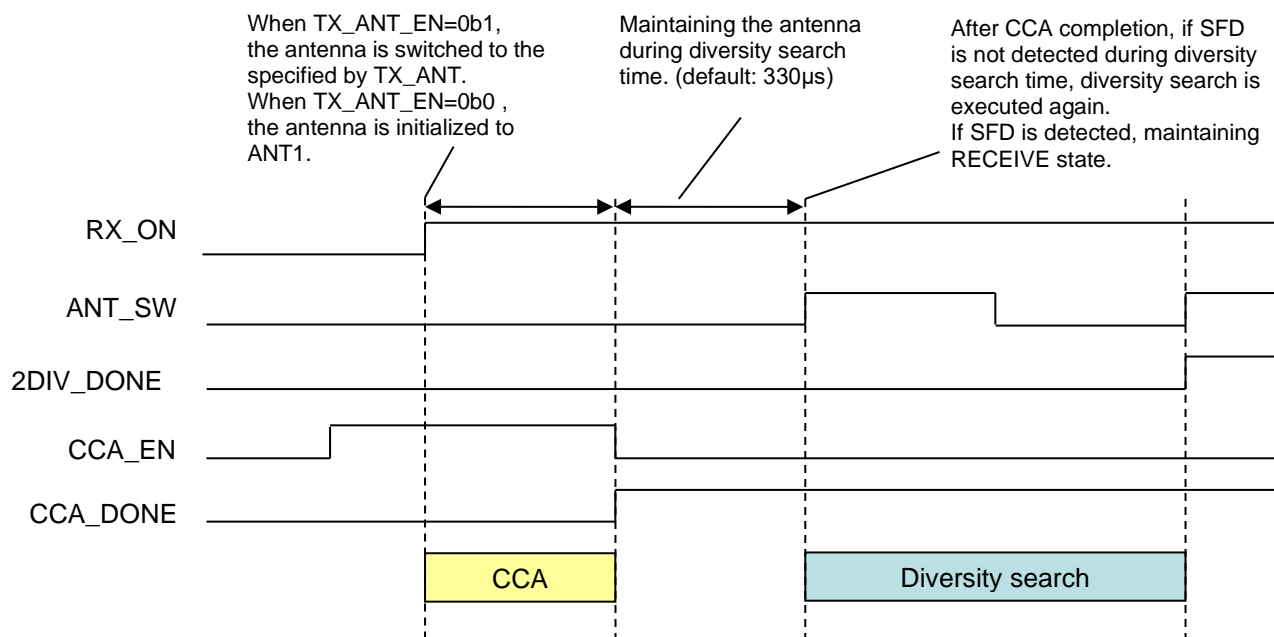 When TX_ANT_EN=0b1,
the antenna is switched to the
specified by TX_ANT.
When TX_ANT_EN=0b0 ,
the antenna is initialized to
ANT1.
Maintaining the antenna
during diversity search
time. (default: 330µs)
After CCA completion, if SFD
is not detected during diversity
search time, diversity search is
executed again.
If SFD is detected, maintaining
RECEIVE state.
RX_ON
ANT_SW
2DIV_DONE
CCA_EN
CCA_DONE
CCA
Diversity search